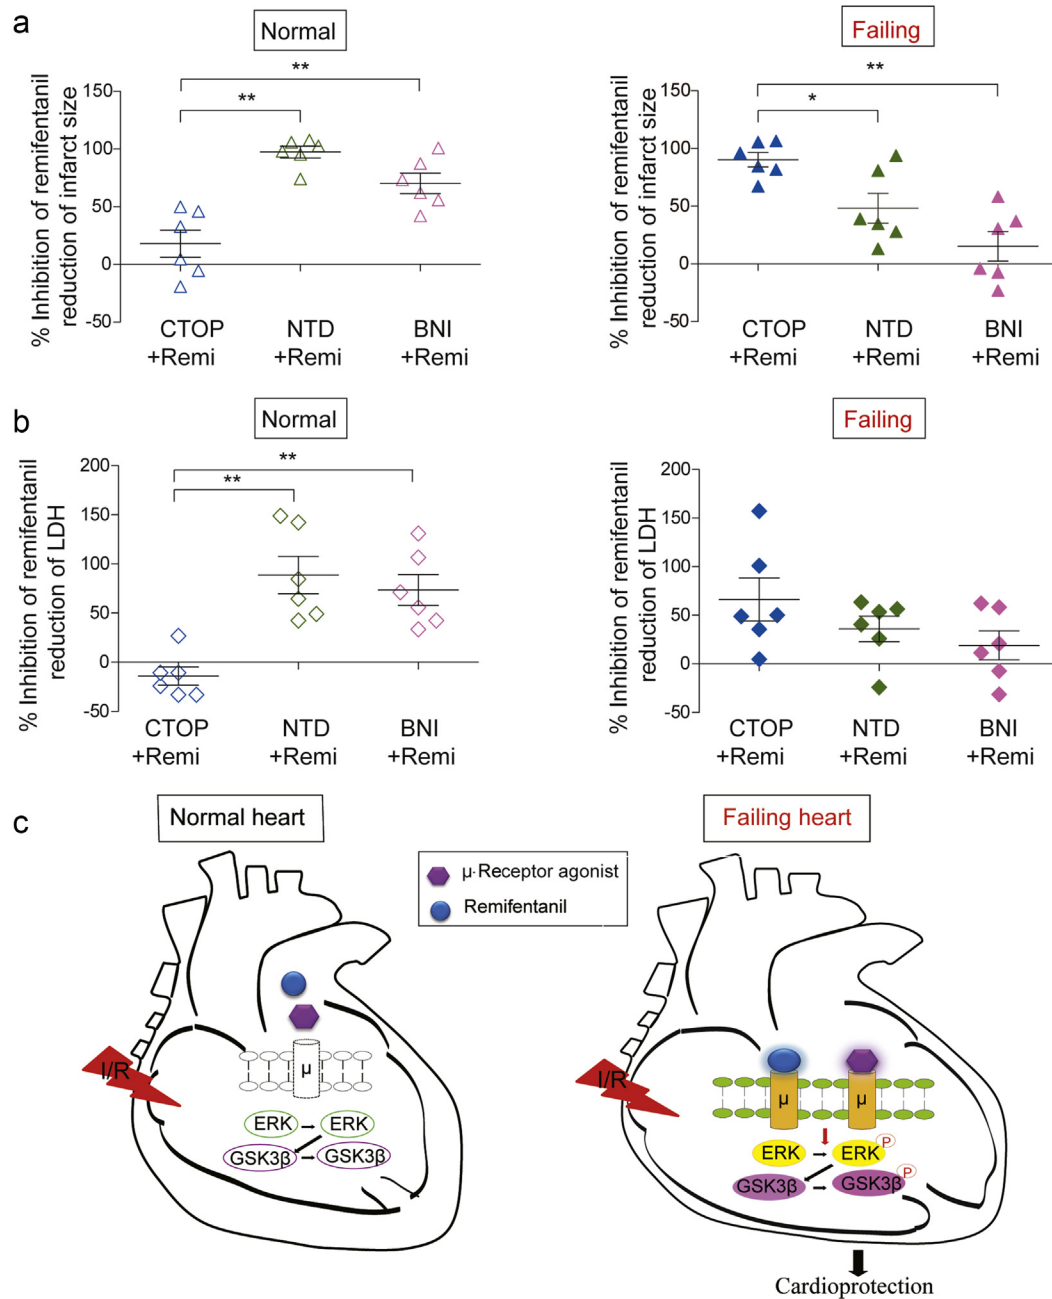 a
Normal
% Inhibition of remifentanil
reduction of infarct size
150
100
50
0
-50
**
**
CTOP
+Remi
NTD
+Remi
BNI
+Remi
Failing
% Inhibition of remifentanil
reduction of infarct size
150
100
50
0
-50
**
*
CTOP
+Remi
NTD
+Remi
BNI
+Remi
b
Normal
% Inhibition of remifentanil
reduction of LDH
200
150
100
50
0
-50
**
**
CTOP
+Remi
NTD
+Remi
BNI
+Remi
Failing
% Inhibition of remifentanil
reduction of LDH
200
150
100
50
0
-50
CTOP
+Remi
NTD
+Remi
BNI
+Remi
c
Normal heart
Failing heart
μ-Receptor agonist
Remifentanil
I/R
μ
ERK ERK
GSK3β GSK3β
I/R
μ μ
ERK ERK P
GSK3β GSK3β P
Cardioprotection